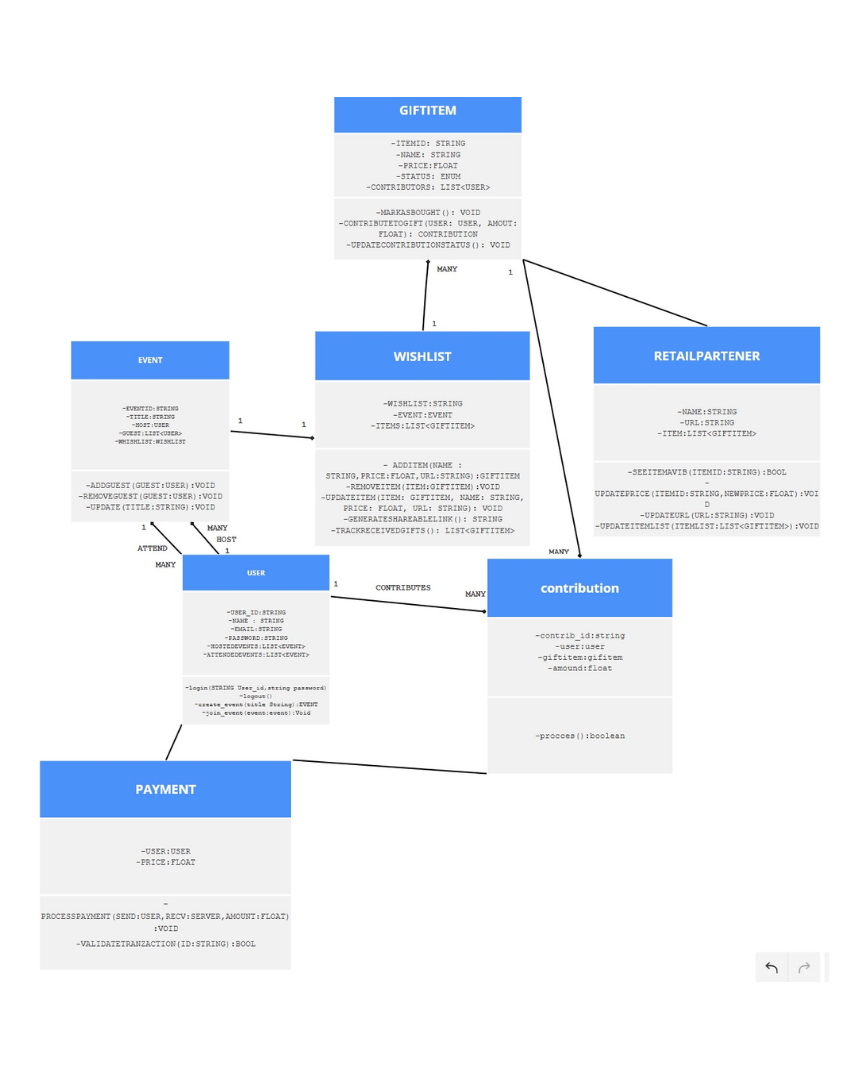 GIFTITEM
-ITEMID: STRING
-NAME: STRING
-PRICE:FLOAT
-STATUS: ENUM
-CONTRIBUTORS: LIST<USER>
-MARKASBOUGHT(): VOID
-CONTRIBUTETOGIFT(USER: USER, AMOUT:
FLOAT): CONTRIBUTION
-UPDATECONTRIBUTIONSTATUS(): VOID
MANY
1
1
EVENT
-EVENTID:STRING
-TITLE:STRING
-HOST:USER
-GUEST:LIST<USER>
-WHISHLIST:WISHLIST
-ADDGUEST(GUEST:USER):VOID
-REMOVEGUEST(GUEST:USER):VOID
-UPDATE(TITLE:STRING):VOID
1
1
WISHLIST
-WISHLIST:STRING
-EVENT:EVENT
-ITEMS:LIST<GIFTITEM>
- ADDITEM(NAME :
STRING,PRICE:FLOAT,URL:STRING):GIFTITEM
-REMOVEITEM(ITEM:GIFTITEM):VOID
-UPDATEITEM(ITEM: GIFTITEM, NAME: STRING,
PRICE: FLOAT, URL: STRING): VOID
-GENERATESHAREABLELINK(): STRING
-TRACKRECEIVEDGIFTS(): LIST<GIFTITEM>
RETAILPARTENER
-NAME:STRING
-URL:STRING
-ITEM:LIST<GIFTITEM>
-SEEITEMAVIB(ITEMID:STRING):BOOL
-
UPDATEPRICE(ITEMID:STRING,NEWPRICE:FLOAT):VOI
D
-UPDATEURL(URL:STRING):VOID
-UPDATEITEMLIST(ITEMLIST:LIST<GIFTITEM>):VOID
1
MANY
HOST
ATTEND
1
MANY
MANY
USER
-USER_ID:STRING
-NAME : STRING
-EMAIL:STRING
-PASSWORD:STRING
-HOSTEDEVENTS:LIST<EVENT>
-ATTENDEDEVENTS:LIST<EVENT>
-login(STRING User_id,string password)
-logout()
-create_event(title String):EVENT
-join_event(event:event):Void
1
CONTRIBUTES
MANY
contribution
-contrib_id:string
-user:user
-giftitem:gifitem
-amound:float
-procces():boolean
PAYMENT
-USER:USER
-PRICE:FLOAT
-
PROCESSPAYMENT(SEND:USER,RECV:SERVER,AMOUNT:FLOAT)
:VOID
-VALIDATETRANZACTION(ID:STRING):BOOL